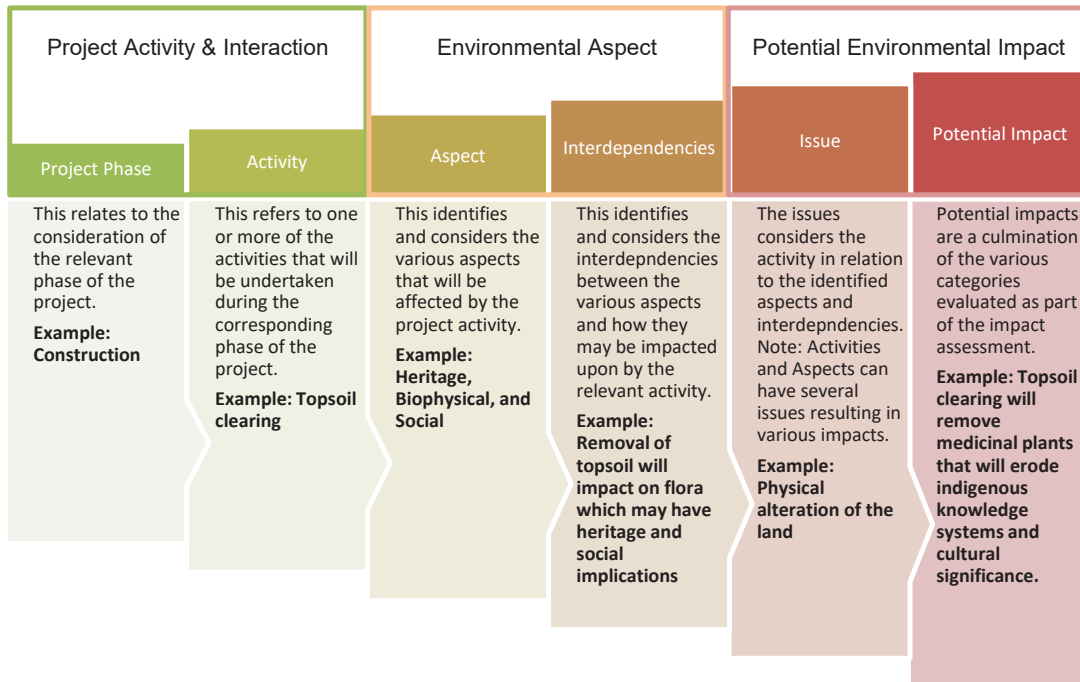 Project Activity & Interaction
Environmental Aspect
Potential Environmental Impact
Project Phase
Activity
Aspect
Interdependencies
Issue
Potential Impact
This relates to the
consideration of
the relevant
phase of the
project.
Example:
Construction
This refers to one
or more of the
activities that will
be undertaken
during the
corresponding
phase of the
project.
Example: Topsoil
clearing
This identifies
and considers the
various aspects
that will be
affected by the
project activity.
Example:
Heritage,
Biophysical, and
Social
This identifies
and considers the
interdepndencies
between the
various aspects
and how they
may be impacted
upon by the
relevant activity.
Example:
Removal of
topsoil will
impact on flora
which may have
heritage and
social
implications
The issues
considers the
activity in relation
to the identified
aspects and
interdepndencies.
Note: Activities
and Aspects can
have several
issues resulting in
various impacts.
Example:
Physical
alteration of the
land
Potential impacts
are a culmination
of the various
categories
evaluated as part
of the impact
assessment.
Example: Topsoil
clearing will
remove
medicinal plants
that will erode
indigenous
knowledge
systems and
cultural
significance.